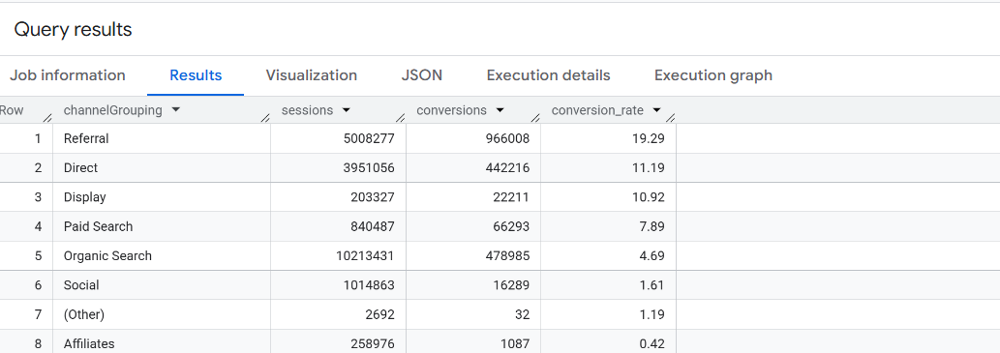 Query results
Job information Results Visualization JSON Execution details Execution graph
Row channelGrouping sessions conversions conversion_rate
1 Referral 5008277 966008 19.29
2 Direct 3951056 442216 11.19
3 Display 203327 22211 10.92
4 Paid Search 840487 66293 7.89
5 Organic Search 10213431 478985 4.69
6 Social 1014863 16289 1.61
7 (Other) 2692 32 1.19
8 Affiliates 258976 1087 0.42